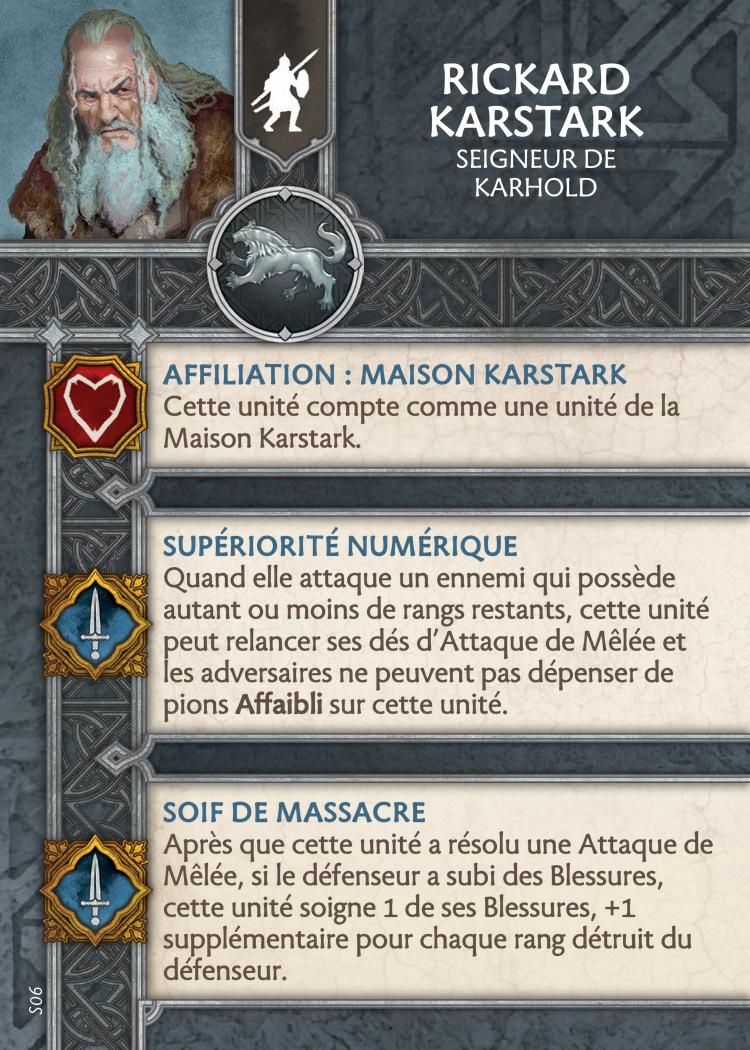 RICKARD
KARSTARK
SEIGNEUR DE
KARHOLD
AFFILIATION : MAISON KARSTARK
Cette unité compte comme une unité de la
Maison Karstark.
SUPÉRIORITÉ NUMÉRIQUE
Quand elle attaque un ennemi qui possède
autant ou moins de rangs restants, cette unité
peut relancer ses dés d’Attaque de Mêlée et
les adversaires ne peuvent pas dépenser de
pions Affaibli sur cette unité.
SOIF DE MASSACRE
Après que cette unité a résolu une Attaque de
Mêlée, si le défenseur a subi des Blessures,
cette unité soigne 1 de ses Blessures, +1
supplémentaire pour chaque rang détruit du
défenseur.
S06